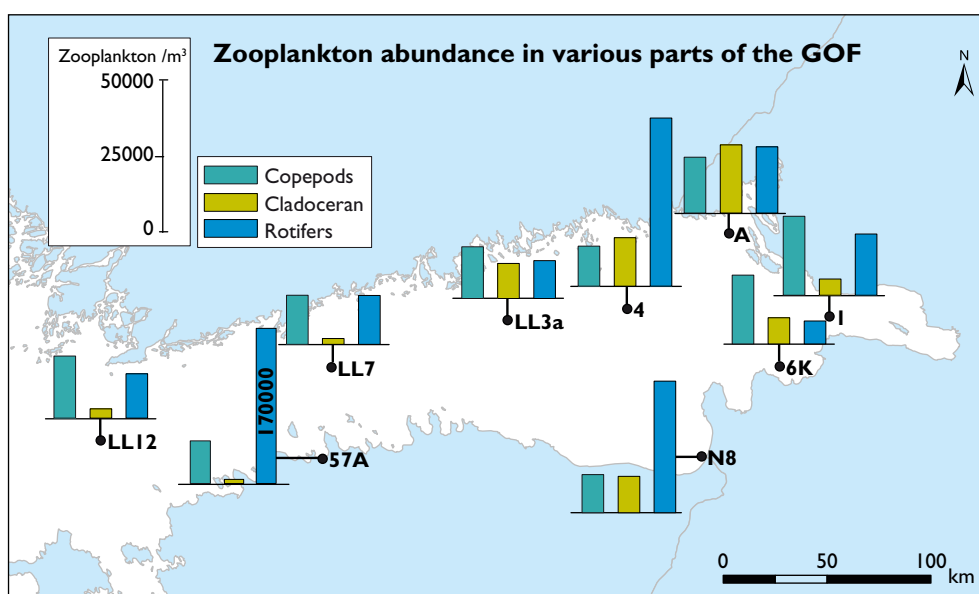 Zooplankton abundance in various parts of the GOF
Zooplankton /m³
50000
25000
0
Copepods
Cladoceran
Rotifers
N
A
I
4
LL3a
6K
LL7
170000
LL12
57A
N8
0 50 100
km